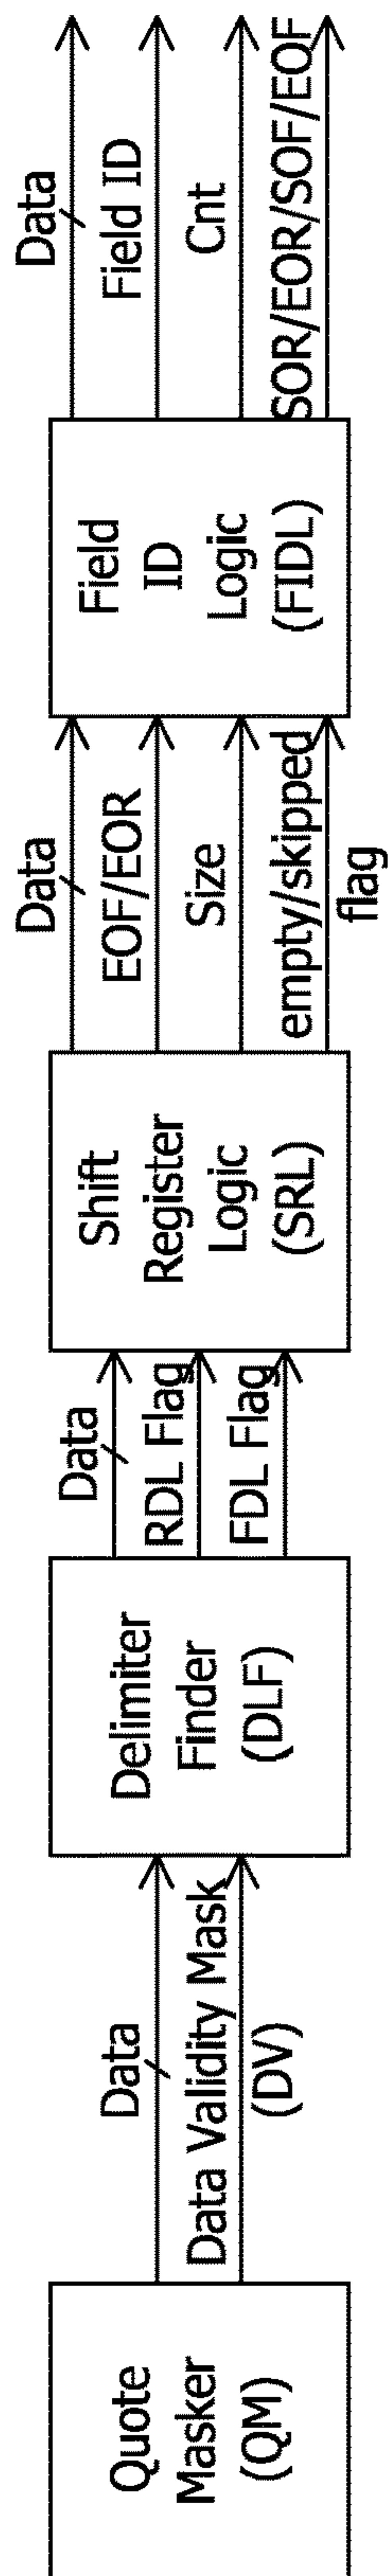 Quote
Masker
(QM)
Data
Data Validity Mask
(DV)
Delimiter
Finder
(DLF)
Data
RDL Flag
FDL Flag
Shift
Register
Logic
(SRL)
Data
EOF/EOR
Size
empty/skipped
flag
Field
ID
Logic
(FIDL)
Data
Field ID
Cnt
SOR/EOR/SOF/EOF